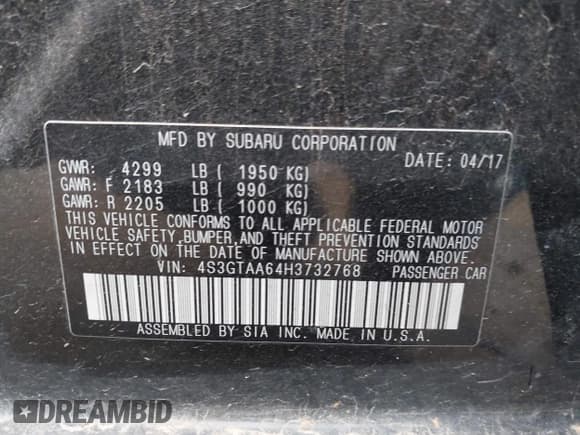 MFD BY SUBARU CORPORATION
GVWR: 4299 LB ( 1950 KG) DATE: 04/17
GAWR: F 2183 LB ( 990 KG)
GAWR: R 2205 LB ( 1000 KG)
THIS VEHICLE CONFORMS TO ALL APPLICABLE FEDERAL MOTOR
VEHICLE SAFETY,BUMPER,AND THEFT PREVENTION STANDARDS
IN EFFECT ON THE DATE OF MANUFACTURE SHOWN ABOVE.
VIN: 4S3GTAA64H3732768 PASSENGER CAR
ASSEMBLED BY SIA INC. MADE IN U.S.A.
DREAMBID